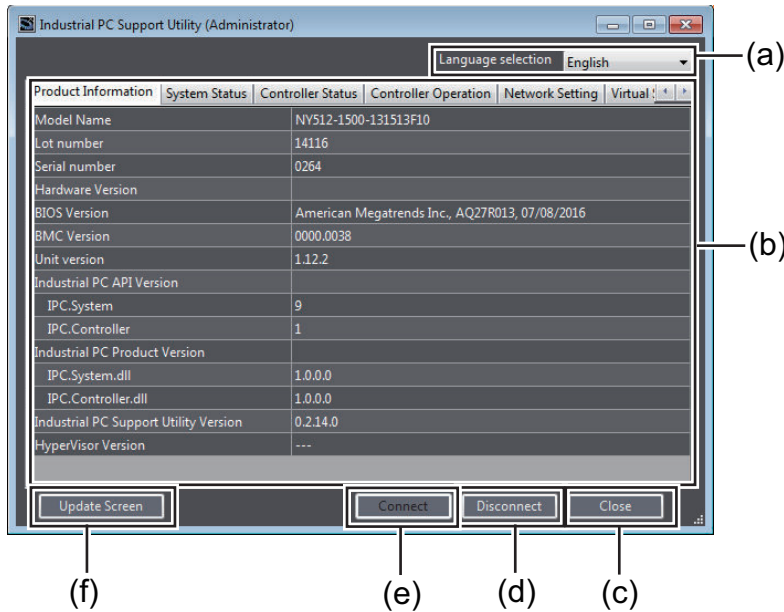 Industrial PC Support Utility (Administrator)
Language selection English (a)
Product Information System Status Controller Status Controller Operation Network Setting Virtual
Model Name NY512-1500-131513F10
Lot number 14116
Serial number 0264
Hardware Version
BIOS Version American Megatrends Inc., AQ27R013, 07/08/2016
BMC Version 0000.0038
(b)
Unit version 1.12.2
Industrial PC API Version
IPC.System 9
IPC.Controller 1
Industrial PC Product Version
IPC.System.dll 1.0.0.0
IPC.Controller.dll 1.0.0.0
Industrial PC Support Utility Version 0.2.14.0
HyperVisor Version ---
Update Screen Connect Disconnect Close
(f) (e) (d) (c)